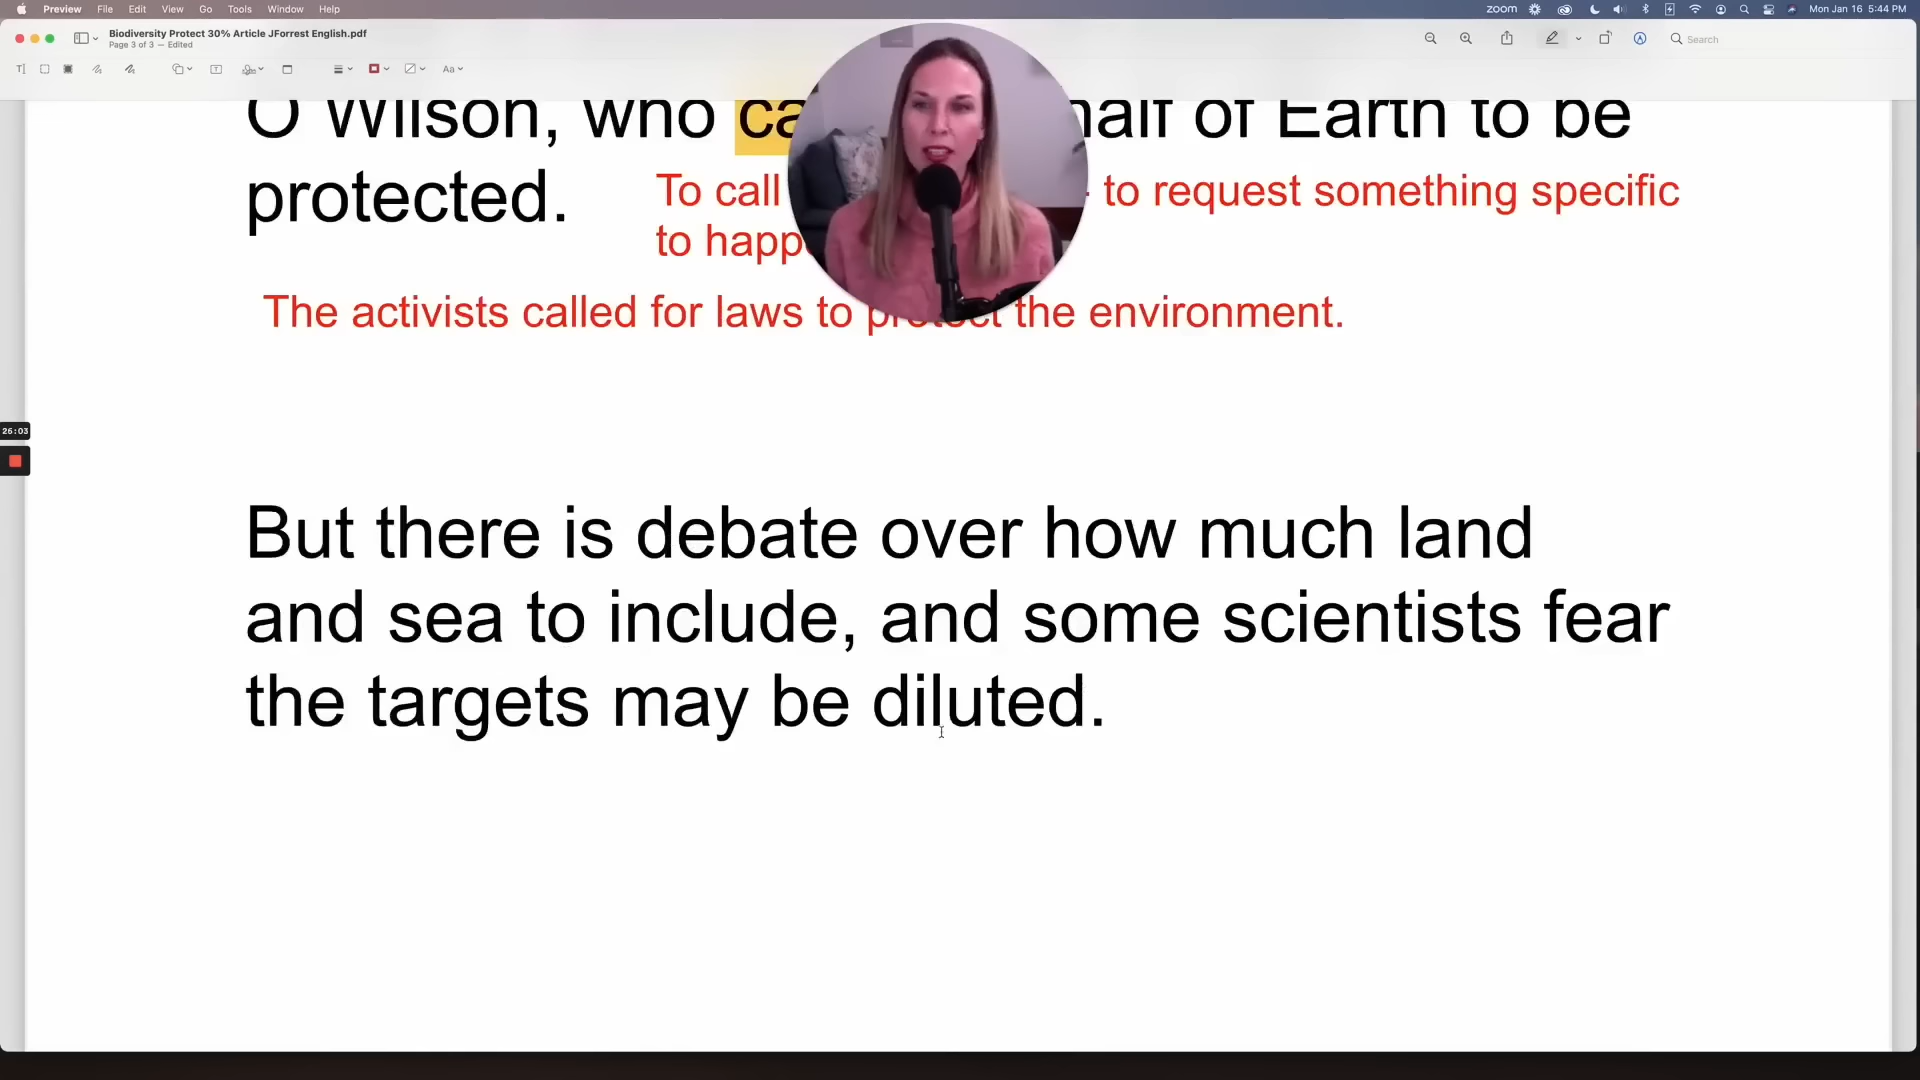 Preview File Edit View Go Tools Window Help zoom Mon Jan 16 5:44 PM
Biodiversity Protect 30% Article JForrest English.pdf
Page 3 of 3 — Edited
Search
Aa
O Wilson, who ca half of Earth to be
protected.
To call - to request something specific
to happ
The activists called for laws to protect the environment.
26:03
But there is debate over how much land
and sea to include, and some scientists fear
the targets may be diluted.